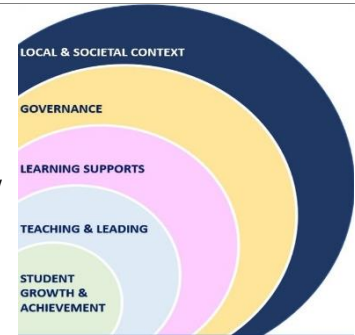 LOCAL & SOCIETAL CONTEXT
GOVERNANCE
LEARNING SUPPORTS
TEACHING & LEADING
STUDENT
GROWTH &
ACHIEVEMENT